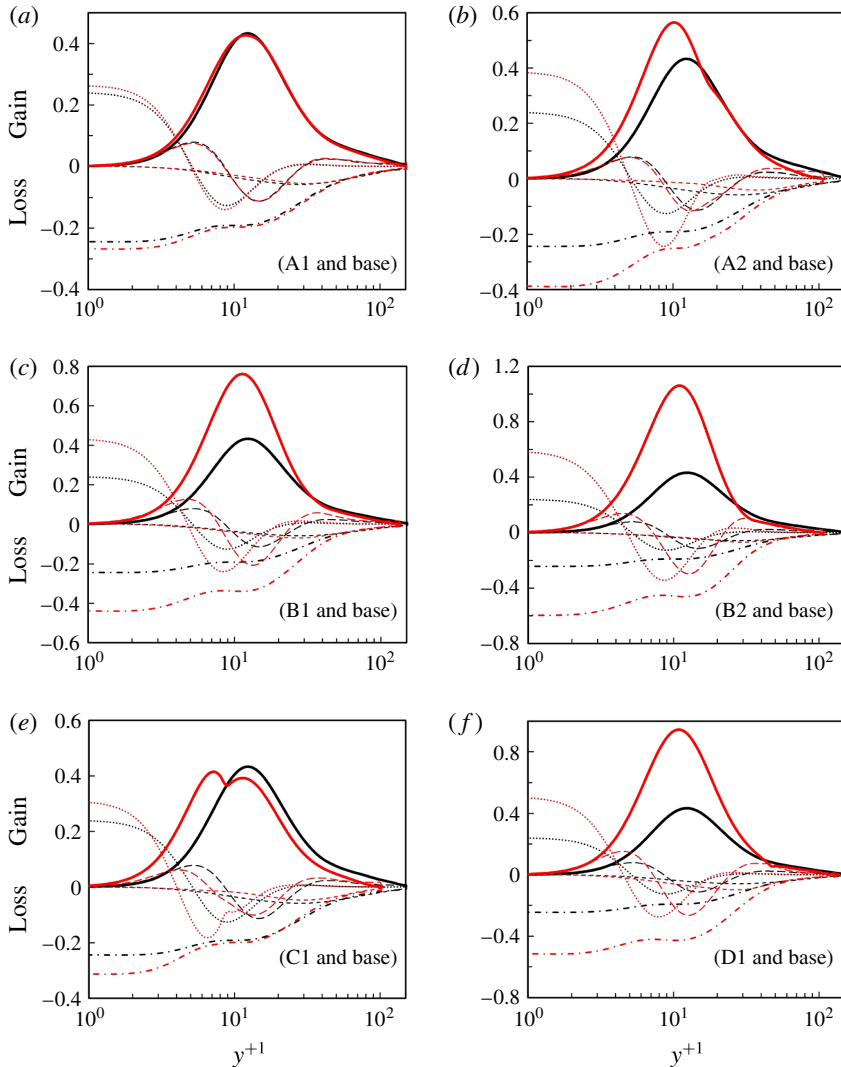 (a)
0.4
0.2
0
−0.2
−0.4
Gain
Loss
10^0
10^1
10^2
(A1 and base)
(b)
0.6
0.4
0.2
0
−0.2
−0.4
10^0
10^1
10^2
(A2 and base)
(c)
0.8
0.6
0.4
0.2
0
−0.2
−0.4
−0.6
Gain
Loss
10^0
10^1
10^2
(B1 and base)
(d)
1.2
0.8
0.4
0
−0.4
−0.8
10^0
10^1
10^2
(B2 and base)
(e)
0.6
0.4
0.2
0
−0.2
−0.4
Gain
Loss
10^0
10^1
10^2
(C1 and base)
y^{+1}
(f)
0.8
0.4
0
−0.4
−0.8
10^0
10^1
10^2
(D1 and base)
y^{+1}